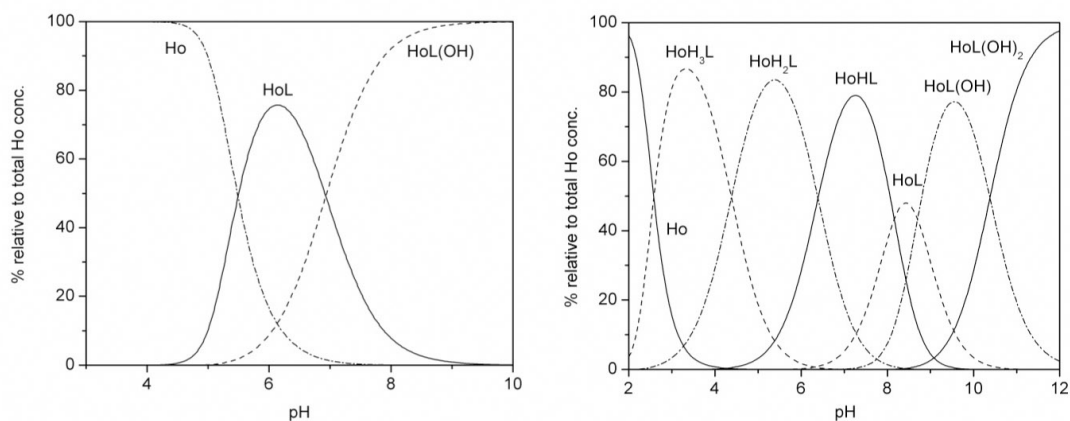 100
80
60
40
20
0
% relative to total Ho conc.
Ho
HoL
HoL(OH)
4
6
8
10
pH
100
80
60
40
20
0
% relative to total Ho conc.
HoH₃L
HoH₂L
HoHL
HoL(OH)₂
HoL(OH)
HoL
Ho
2
4
6
8
10
12
pH